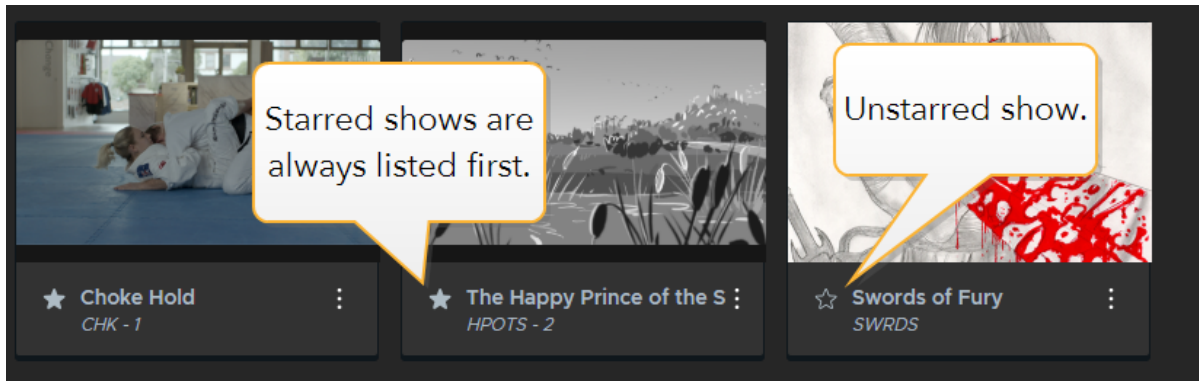 Starred shows are
always listed first.
Unstarred show.
Choke Hold
CHK - 1
The Happy Prince of the S
HPOTS - 2
Swords of Fury
SWRDS